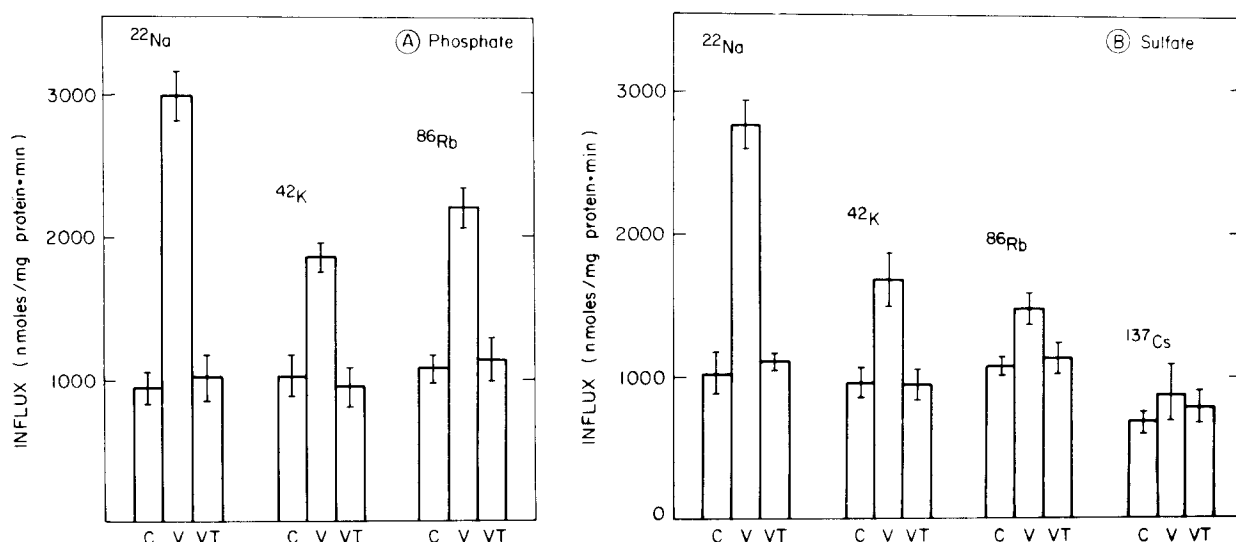 ²²Na
Ⓐ Phosphate
3000
⁸⁶Rb
⁴²K
2000
1000
INFLUX (nmoles/mg protein•min)
C V VT C V VT C V VT
²²Na
Ⓑ Sulfate
3000
2000
⁴²K
⁸⁶Rb
¹³⁷Cs
1000
0
INFLUX (nmoles/mg protein•min)
C V VT C V VT C V VT C V VT